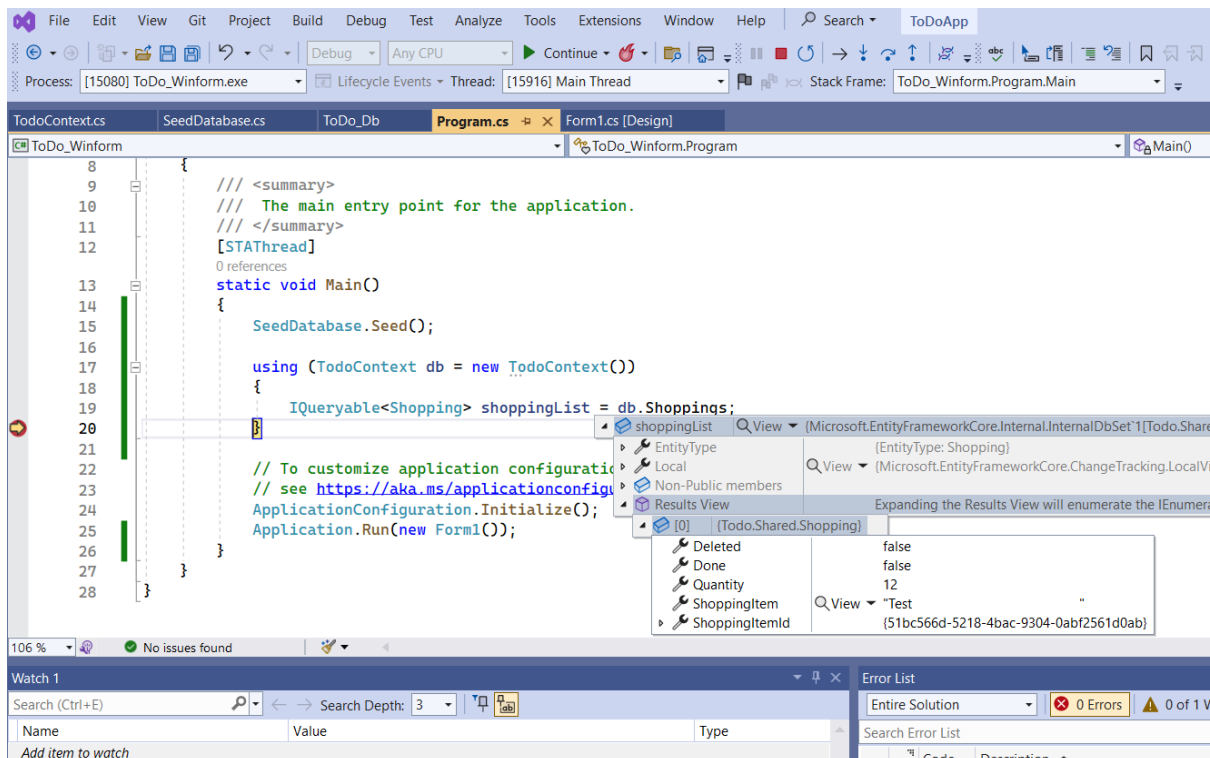 File Edit View Git Project Build Debug Test Analyze Tools Extensions Window Help Search ToDoApp
Debug Any CPU Continue
Process: [15080] ToDo_Winform.exe Lifecycle Events Thread: [15916] Main Thread Stack Frame: ToDo_Winform.Program.Main
TodoContext.cs SeedDatabase.cs ToDo_Db Program.cs Form1.cs [Design]
C# ToDo_Winform ToDo_Winform.Program Main()
8 {
9 /// <summary>
10 /// The main entry point for the application.
11 /// </summary>
12 [STAThread]
0 references
13 static void Main()
14 {
15 SeedDatabase.Seed();
16
17 using (TodoContext db = new TodoContext())
18 {
19 IQueryable<Shopping> shoppingList = db.Shoppings;
20 } shoppingList View {Microsoft.EntityFrameworkCore.Internal.InternalDbSet`1[Todo.Share
EntityType {EntityType: Shopping}
21
Local View {Microsoft.EntityFrameworkCore.ChangeTracking.LocalVi
22 // To customize application configuratio
Non-Public members
23 // see https://aka.ms/applicationconfigu
Results View Expanding the Results View will enumerate the IEnumera
24 ApplicationConfiguration.Initialize();
[0] {Todo.Shared.Shopping}
25 Application.Run(new Form1());
26 }
Deleted false
Done false
27 }
Quantity 12
28 }
ShoppingItem View "Test "
ShoppingItemId {51bc566d-5218-4bac-9304-0abf2561d0ab}
106 % No issues found
Watch 1 Error List
Search (Ctrl+E) Search Depth: 3 Entire Solution 0 Errors 0 of 1 W
Name Value Type Search Error List
Add item to watch Code Description